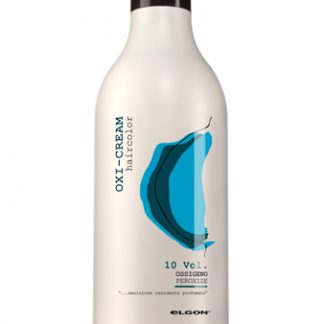 OXI-CREAM
haircolor
10 Vol.
OSSIGENO
PEROXIDE
"...emulsione ossidante profumata"
ELGON®